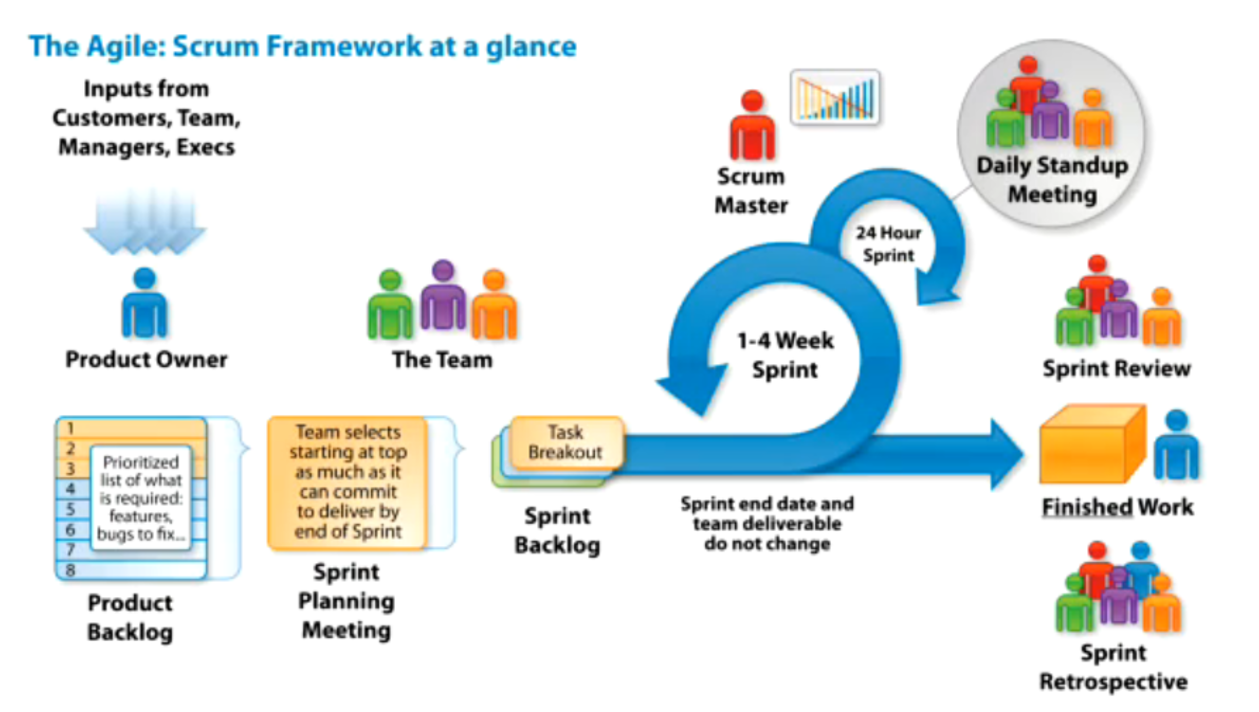 The Agile: Scrum Framework at a glance
Inputs from
Customers, Team,
Managers, Execs
Product Owner
The Team
Scrum
Master
Daily Standup
Meeting
24 Hour
Sprint
1-4 Week
Sprint
Sprint Review
1
2
3
4
5
6
7
8
Prioritized
list of what
is required:
features,
bugs to fix...
Product
Backlog
Team selects
starting at top
as much as it
can commit
to deliver by
end of Sprint
Sprint
Planning
Meeting
Task
Breakout
Sprint
Backlog
Sprint end date and
team deliverable
do not change
Finished Work
Sprint
Retrospective